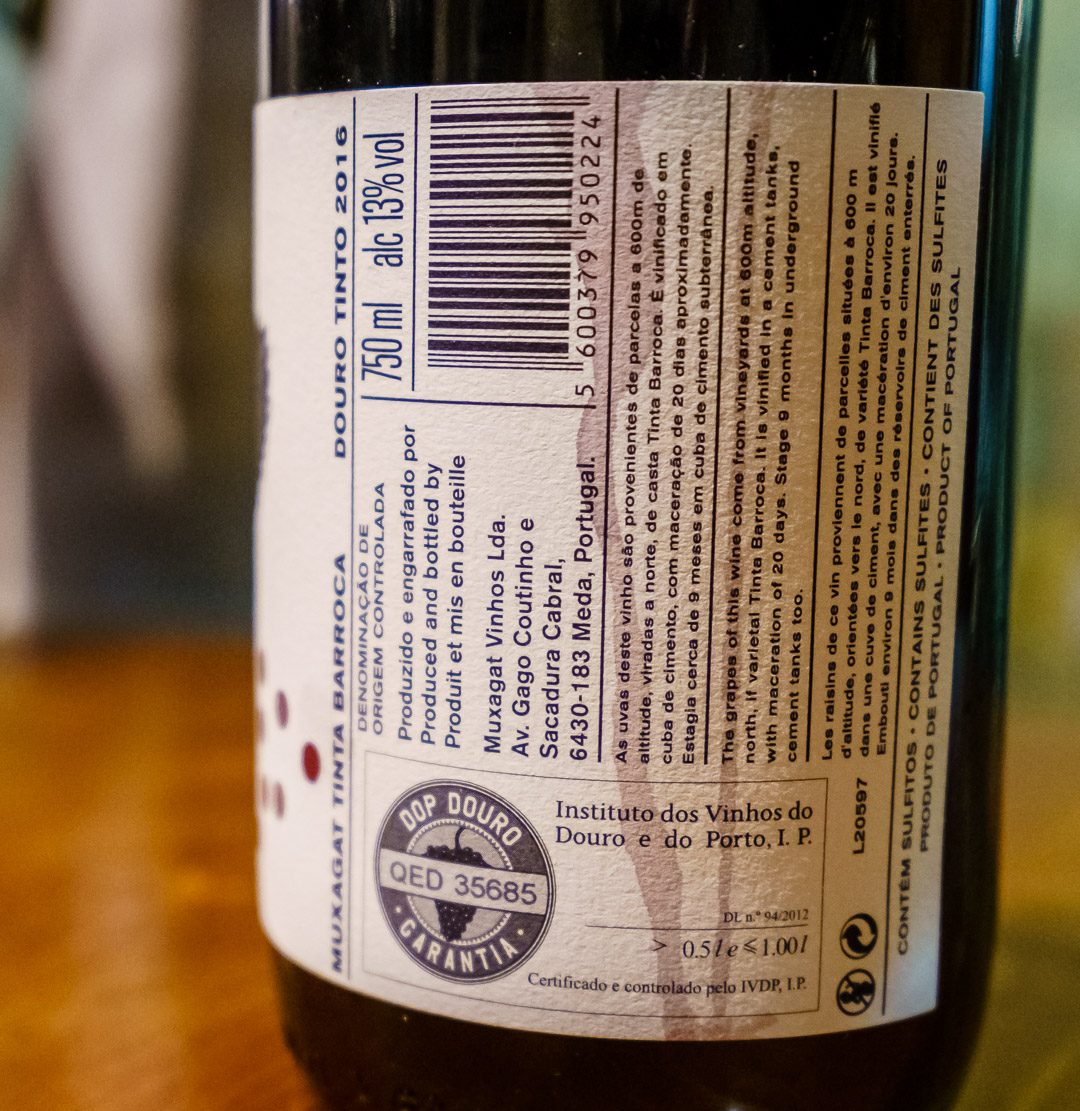 MUXAGAT TINTA BARROCA DOURO TINTO 2016
DENOMINAÇÃO DE
ORIGEM CONTROLADA
750 ml alc 13% vol
Produzido e engarrafado por
Produced and bottled by
Produit et mis en bouteille
Muxagat Vinhos Lda.
Av. Gago Coutinho e
Sacadura Cabral,
6430-183 Meda, Portugal.
5 600379 950224
As uvas deste vinho são provenientes de parcelas a 600m de
altitude, viradas a norte, de casta Tinta Barroca. É vinificado em
cuba de cimento, com maceração de 20 dias aproximadamente.
Estagia cerca de 9 meses em cuba de cimento subterrânea.
The grapes of this wine come from vineyards at 600m altitude,
north, if varietal Tinta Barroca. It is vinified in a cement tanks,
with maceration of 20 days. Stage 9 months in underground
cement tanks too.
Les raisins de ce vin proviennent de parcelles situées à 600 m
d'altitude, orientées vers le nord, de variété Tinta Barroca. Il est vinifié
dans une cuve de ciment, avec une macération d'environ 20 jours.
Embouti environ 9 mois dans des réservoirs de ciment enterrés.
DOP DOURO
QED 35685
• GARANTIA •
Instituto dos Vinhos do
Douro e do Porto, I. P.
DL n.º 94/2012
> 0.5 l e ≤ 1.00 l
Certificado e controlado pelo IVDP, I.P.
L20597
CONTÉM SULFITOS • CONTAINS SULFITES • CONTIENT DES SULFITES
PRODUTO DE PORTUGAL • PRODUCT OF PORTUGAL